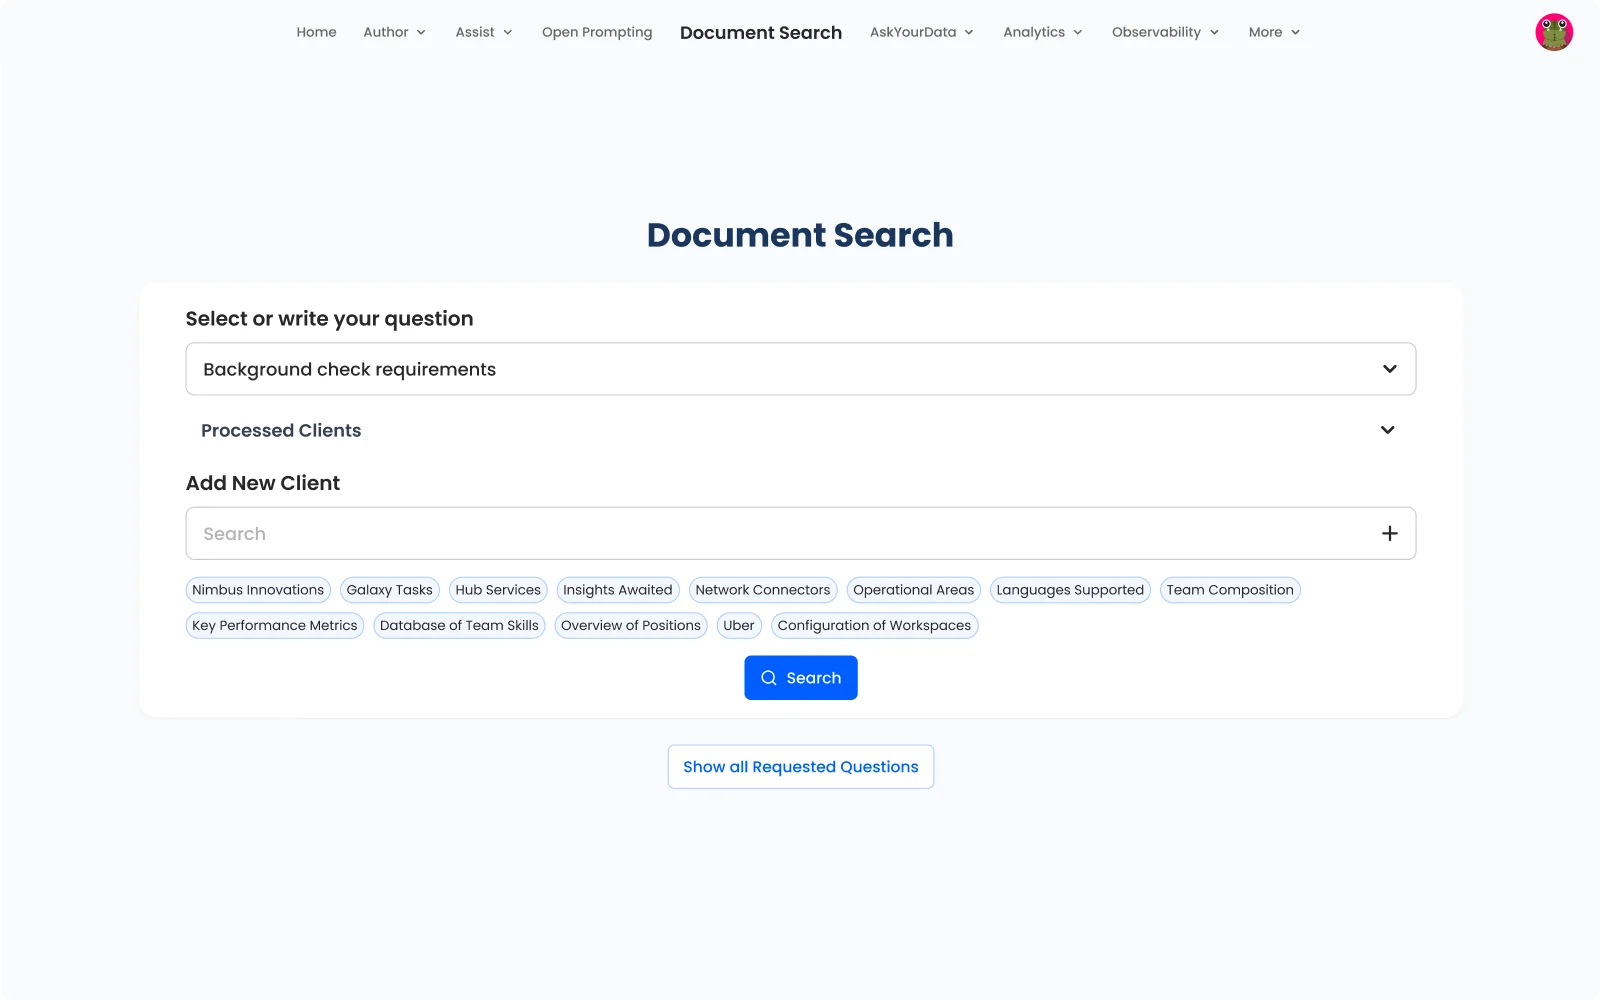 Home Author Assist Open Prompting Document Search AskYourData Analytics Observability More
Document Search
Select or write your question
Background check requirements
Processed Clients
Add New Client
Search
Nimbus Innovations Galaxy Tasks Hub Services Insights Awaited Network Connectors Operational Areas Languages Supported Team Composition
Key Performance Metrics Database of Team Skills Overview of Positions Uber Configuration of Workspaces
Search
Show all Requested Questions